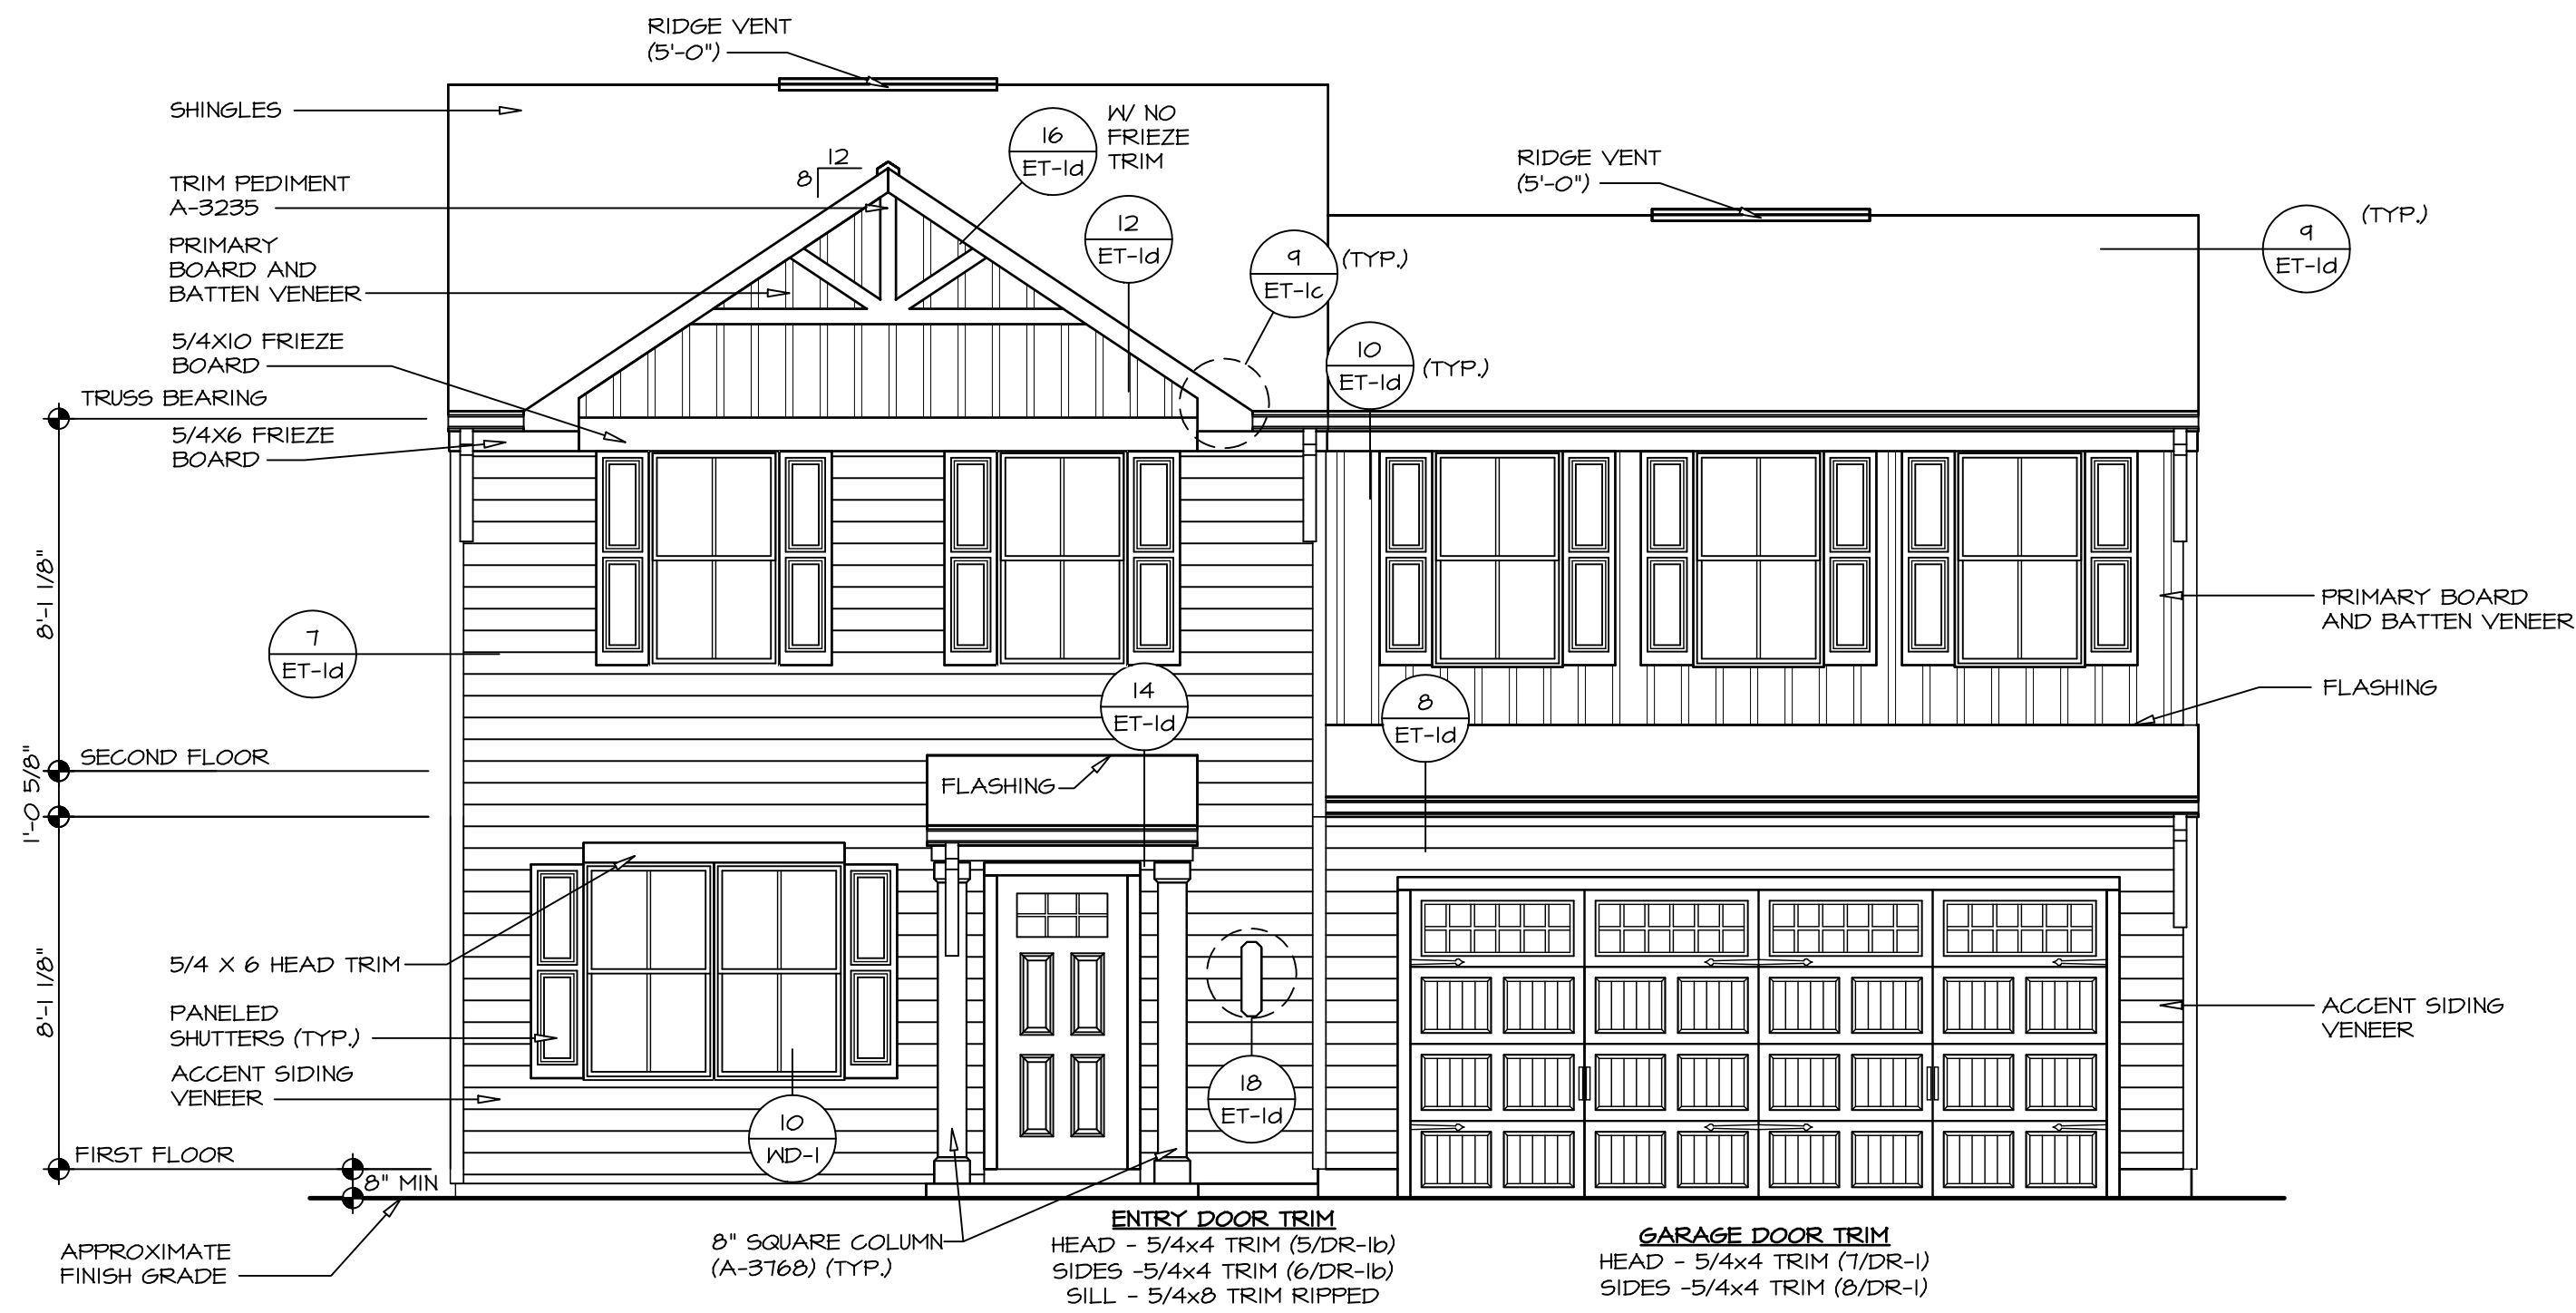 RIDGE VENT
(5'-0")
SHINGLES
16
ET-1d
W/ NO
FRIEZE
TRIM
12
8
RIDGE VENT
(5'-0")
TRIM PEDIMENT
A-3235
12
ET-1d
9
ET-1c
(TYP.)
9
ET-1d
(TYP.)
PRIMARY
BOARD AND
BATTEN VENEER
5/4X10 FRIEZE
BOARD
10
ET-1d
(TYP.)
TRUSS BEARING
5/4X6 FRIEZE
BOARD
8'-1 1/8"
7
ET-1d
PRIMARY BOARD
AND BATTEN VENEER
14
ET-1d
8
ET-1d
FLASHING
SECOND FLOOR
1'-0 5/8"
FLASHING
5/4 X 6 HEAD TRIM
8'-1 1/8"
PANELED
SHUTTERS (TYP.)
ACCENT SIDING
VENEER
ACCENT SIDING
VENEER
18
ET-1d
10
WD-1
FIRST FLOOR
8" MIN
APPROXIMATE
FINISH GRADE
8" SQUARE COLUMN
(A-3768) (TYP.)
ENTRY DOOR TRIM
HEAD - 5/4x4 TRIM (5/DR-1b)
SIDES -5/4x4 TRIM (6/DR-1b)
SILL - 5/4x8 TRIM RIPPED
GARAGE DOOR TRIM
HEAD - 5/4x4 TRIM (7/DR-1)
SIDES -5/4x4 TRIM (8/DR-1)